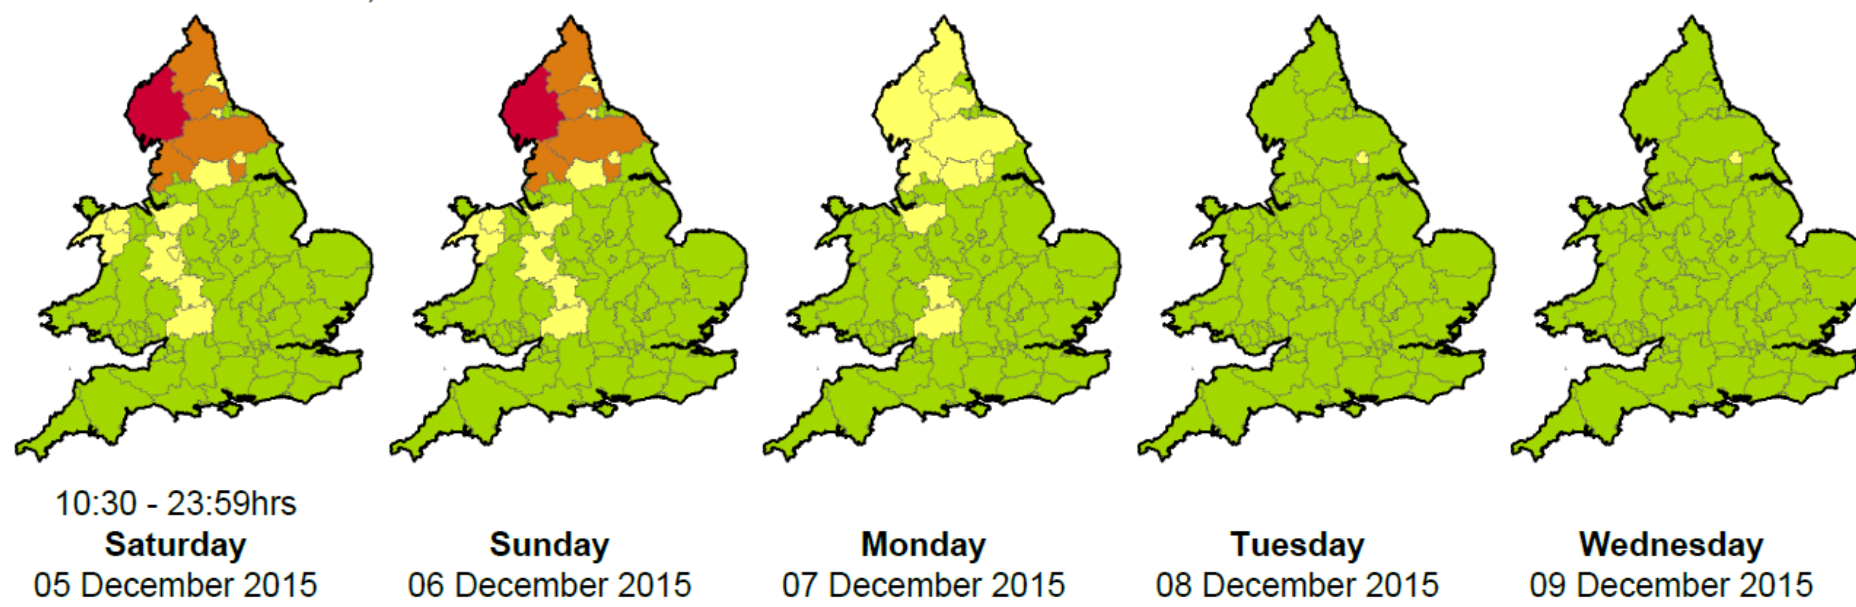 10:30 - 23:59hrs
Saturday
05 December 2015
Sunday
06 December 2015
Monday
07 December 2015
Tuesday
08 December 2015
Wednesday
09 December 2015